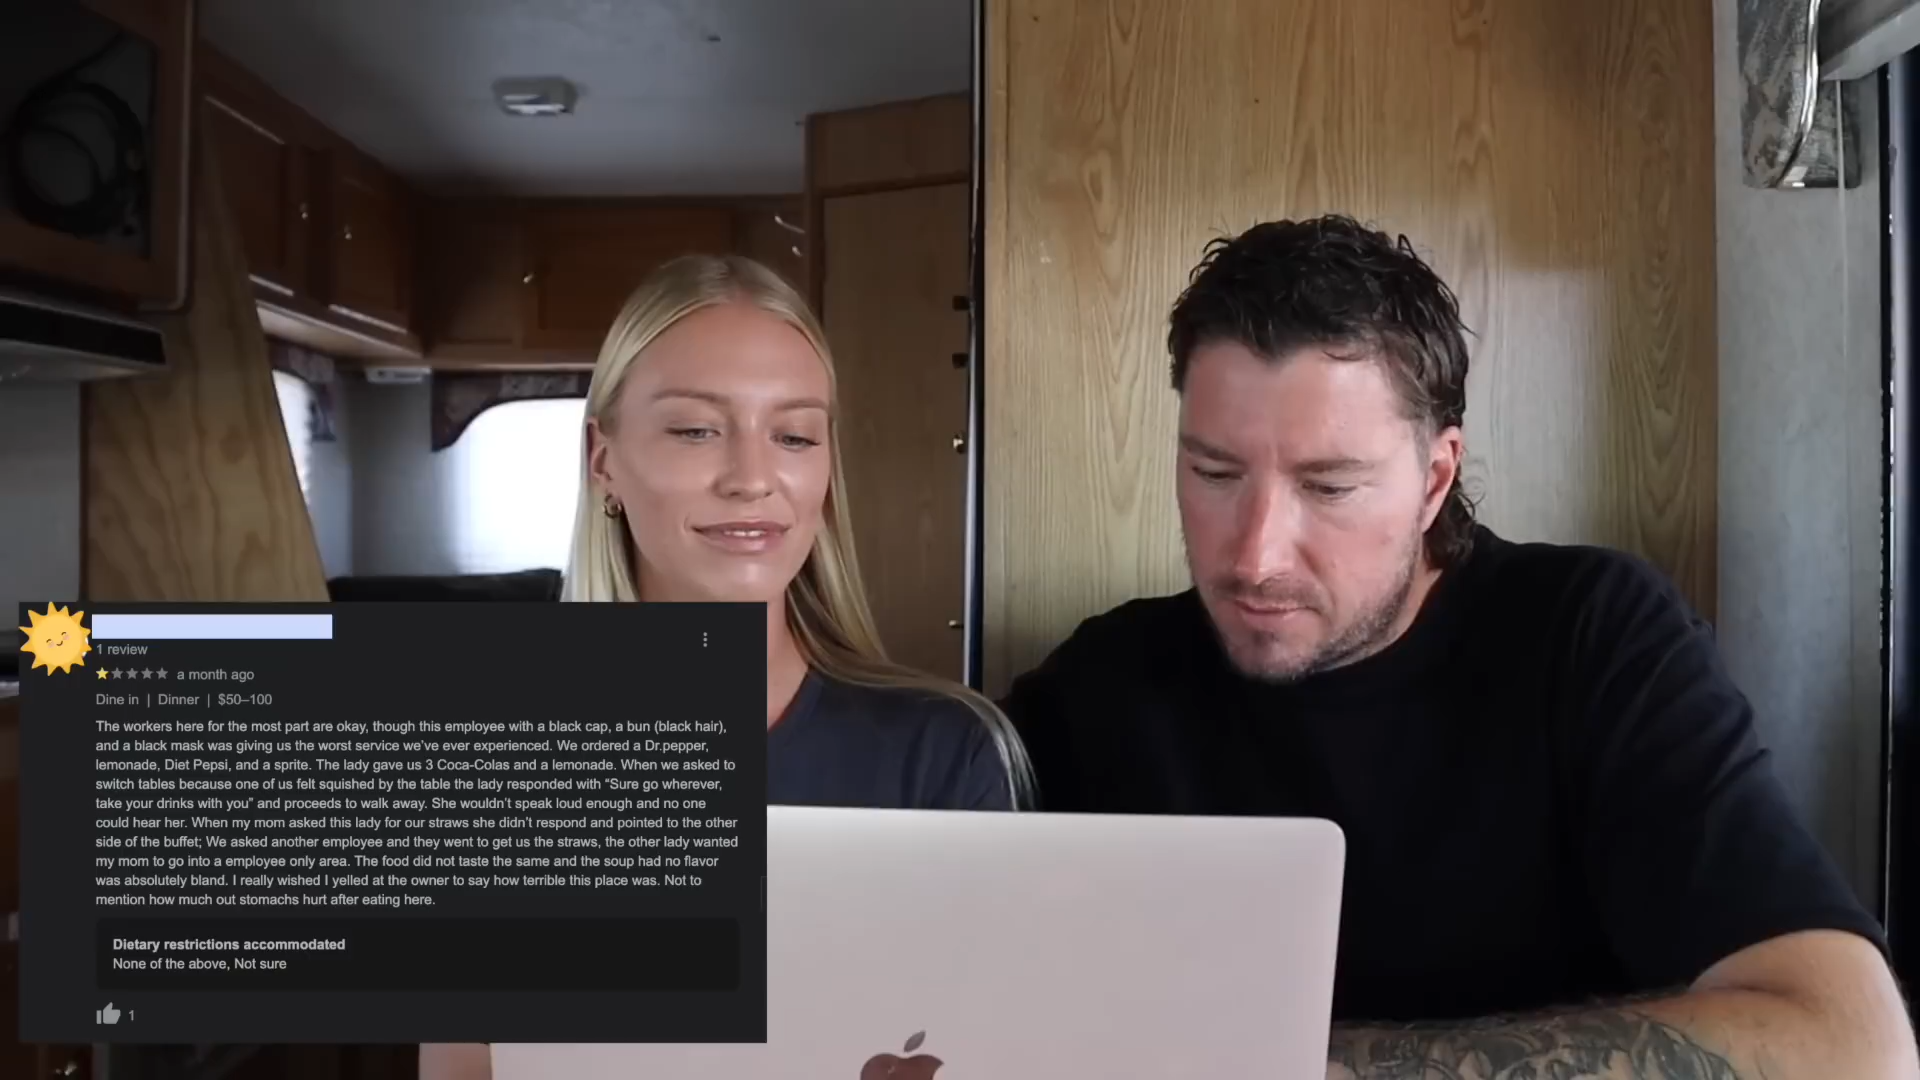 1 review
a month ago
Dine in | Dinner | $50–100
The workers here for the most part are okay, though this employee with a black cap, a bun (black hair),
and a black mask was giving us the worst service we've ever experienced. We ordered a Dr.pepper,
lemonade, Diet Pepsi, and a sprite. The lady gave us 3 Coca-Colas and a lemonade. When we asked to
switch tables because one of us felt squished by the table the lady responded with “Sure go wherever,
take your drinks with you” and proceeds to walk away. She wouldn't speak loud enough and no one
could hear her. When my mom asked this lady for our straws she didn't respond and pointed to the other
side of the buffet; We asked another employee and they went to get us the straws, the other lady wanted
my mom to go into a employee only area. The food did not taste the same and the soup had no flavor
was absolutely bland. I really wished I yelled at the owner to say how terrible this place was. Not to
mention how much out stomachs hurt after eating here.
Dietary restrictions accommodated
None of the above, Not sure
1